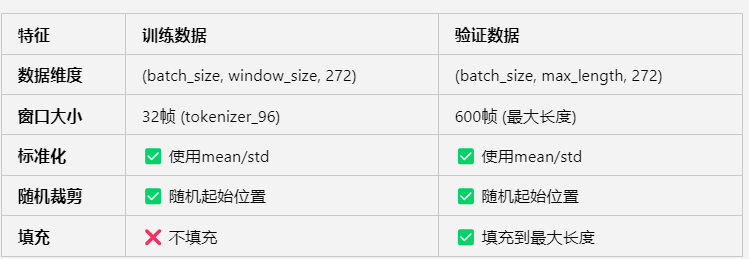 特征 训练数据 验证数据
数据维度 (batch_size, window_size, 272) (batch_size, max_length, 272)
窗口大小 32帧 (tokenizer_96) 600帧 (最大长度)
标准化 ✅ 使用mean/std ✅ 使用mean/std
随机裁剪 ✅ 随机起始位置 ✅ 随机起始位置
填充 ❌ 不填充 ✅ 填充到最大长度